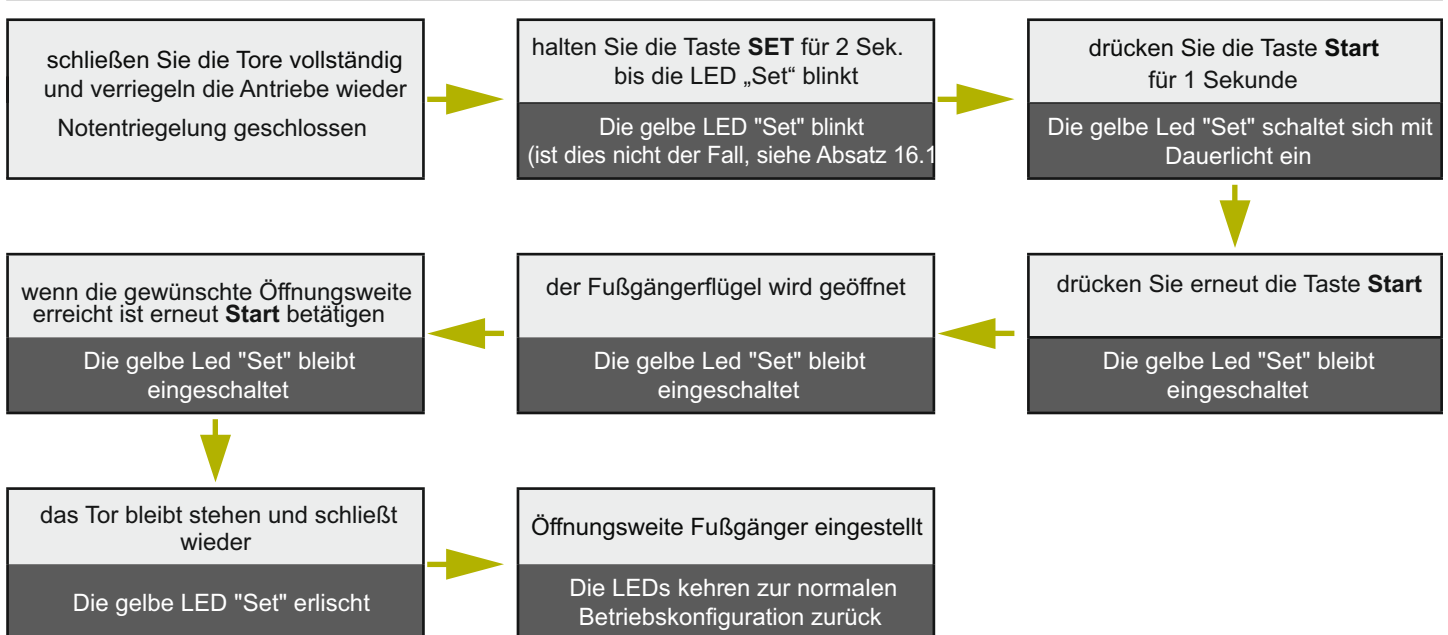 schließen Sie die Tore vollständig
und verriegeln die Antriebe wieder
Notentriegelung geschlossen
halten Sie die Taste SET für 2 Sek.
bis die LED „Set“ blinkt
Die gelbe LED "Set" blinkt
(ist dies nicht der Fall, siehe Absatz 16.1
drücken Sie die Taste Start
für 1 Sekunde
Die gelbe Led "Set" schaltet sich mit
Dauerlicht ein
drücken Sie erneut die Taste Start
Die gelbe Led "Set" bleibt
eingeschaltet
der Fußgängerflügel wird geöffnet
Die gelbe Led "Set" bleibt
eingeschaltet
wenn die gewünschte Öffnungsweite
erreicht ist erneut Start betätigen
Die gelbe Led "Set" bleibt
eingeschaltet
das Tor bleibt stehen und schließt
wieder
Die gelbe LED "Set" erlischt
Öffnungsweite Fußgänger eingestellt
Die LEDs kehren zur normalen
Betriebskonfiguration zurück